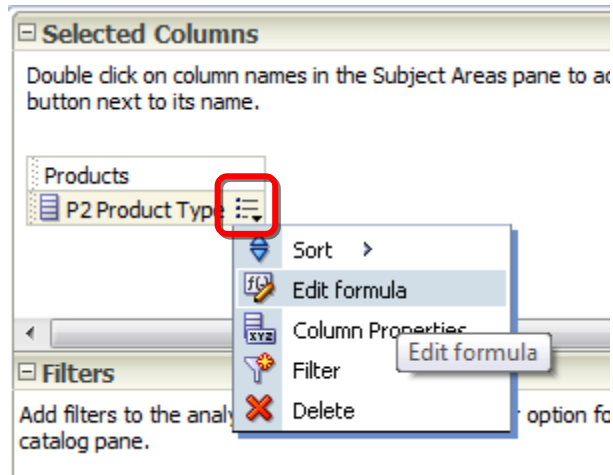 Selected Columns
Double click on column names in the Subject Areas pane to ad
button next to its name.
Products
P2 Product Type
Sort >
Edit formula
Column Properties
Edit formula
Filter
Filters
Delete
Add filters to the analy option fo
catalog pane.